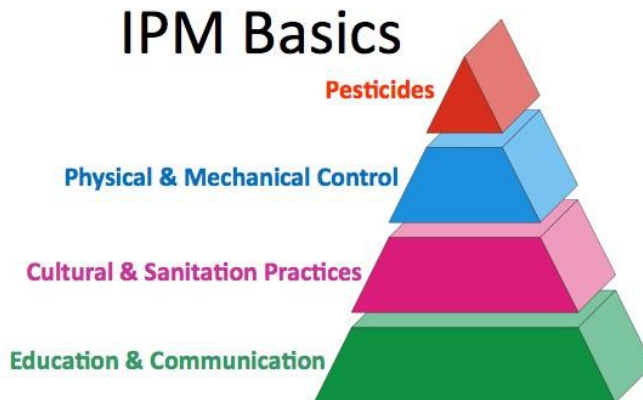 IPM Basics
Pesticides
Physical & Mechanical Control
Cultural & Sanitation Practices
Education & Communication